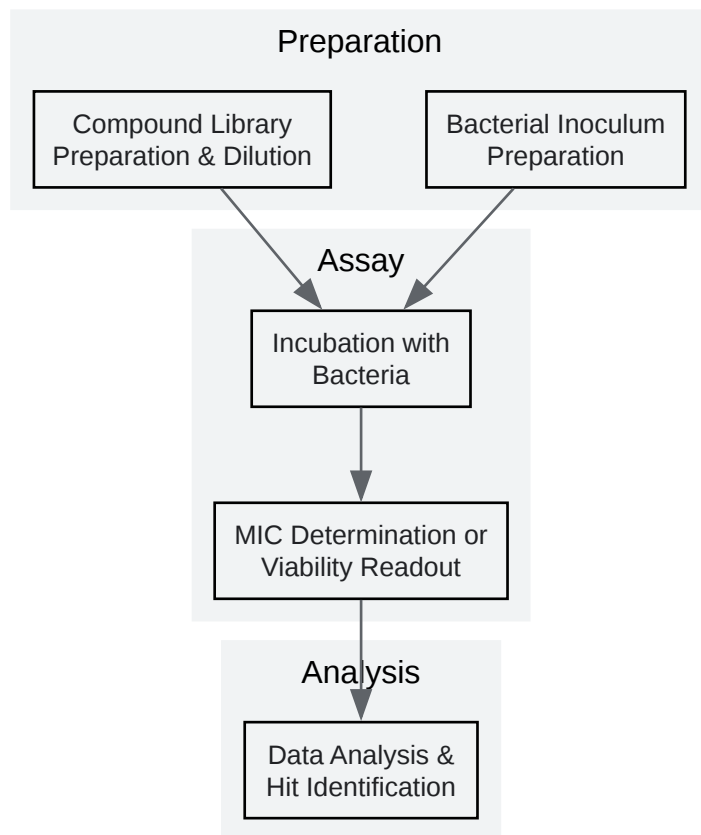 Preparation
Compound Library
Preparation & Dilution
Bacterial Inoculum
Preparation
Assay
Incubation with
Bacteria
MIC Determination or
Viability Readout
Analysis
Data Analysis &
Hit Identification